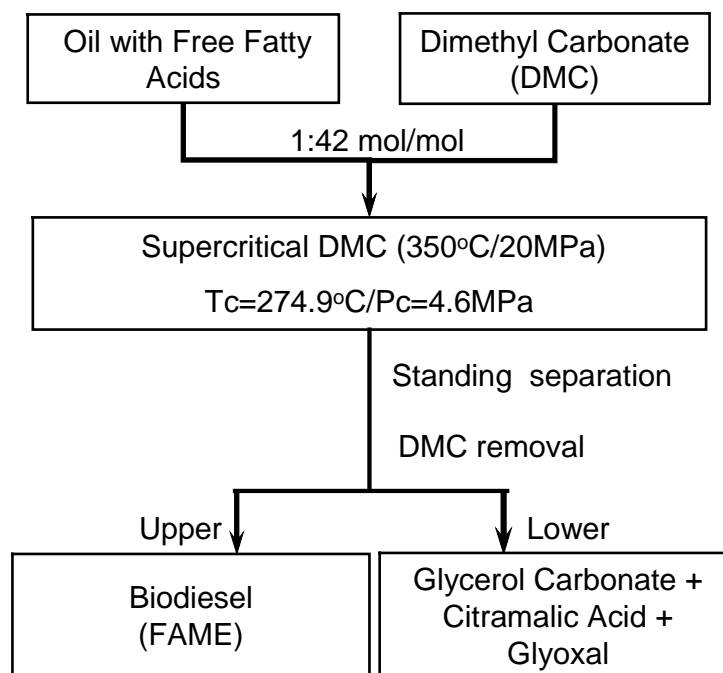 Oil with Free Fatty
Acids
Dimethyl Carbonate
(DMC)
1:42 mol/mol
Supercritical DMC (350ᵒC/20MPa)
Tc=274.9ᵒC/Pc=4.6MPa
Standing separation
DMC removal
Upper
Lower
Biodiesel
(FAME)
Glycerol Carbonate +
Citramalic Acid +
Glyoxal